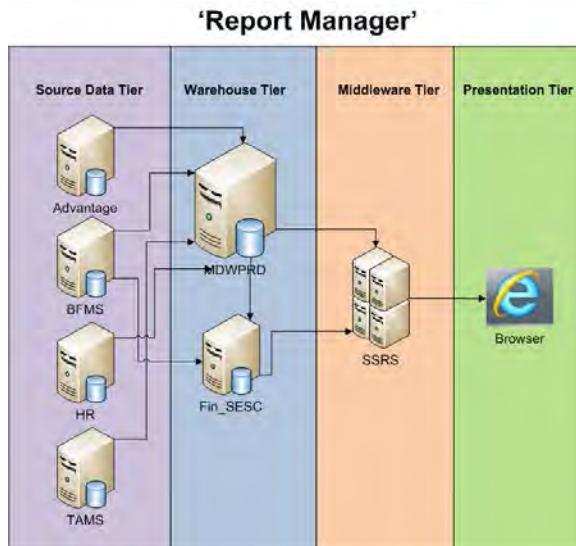 'Report Manager'
Source Data Tier
Warehouse Tier
Middleware Tier
Presentation Tier
Advantage
MDWPRD
BFMS
SSRS
Browser
HR
Fin_SESC
TAMS